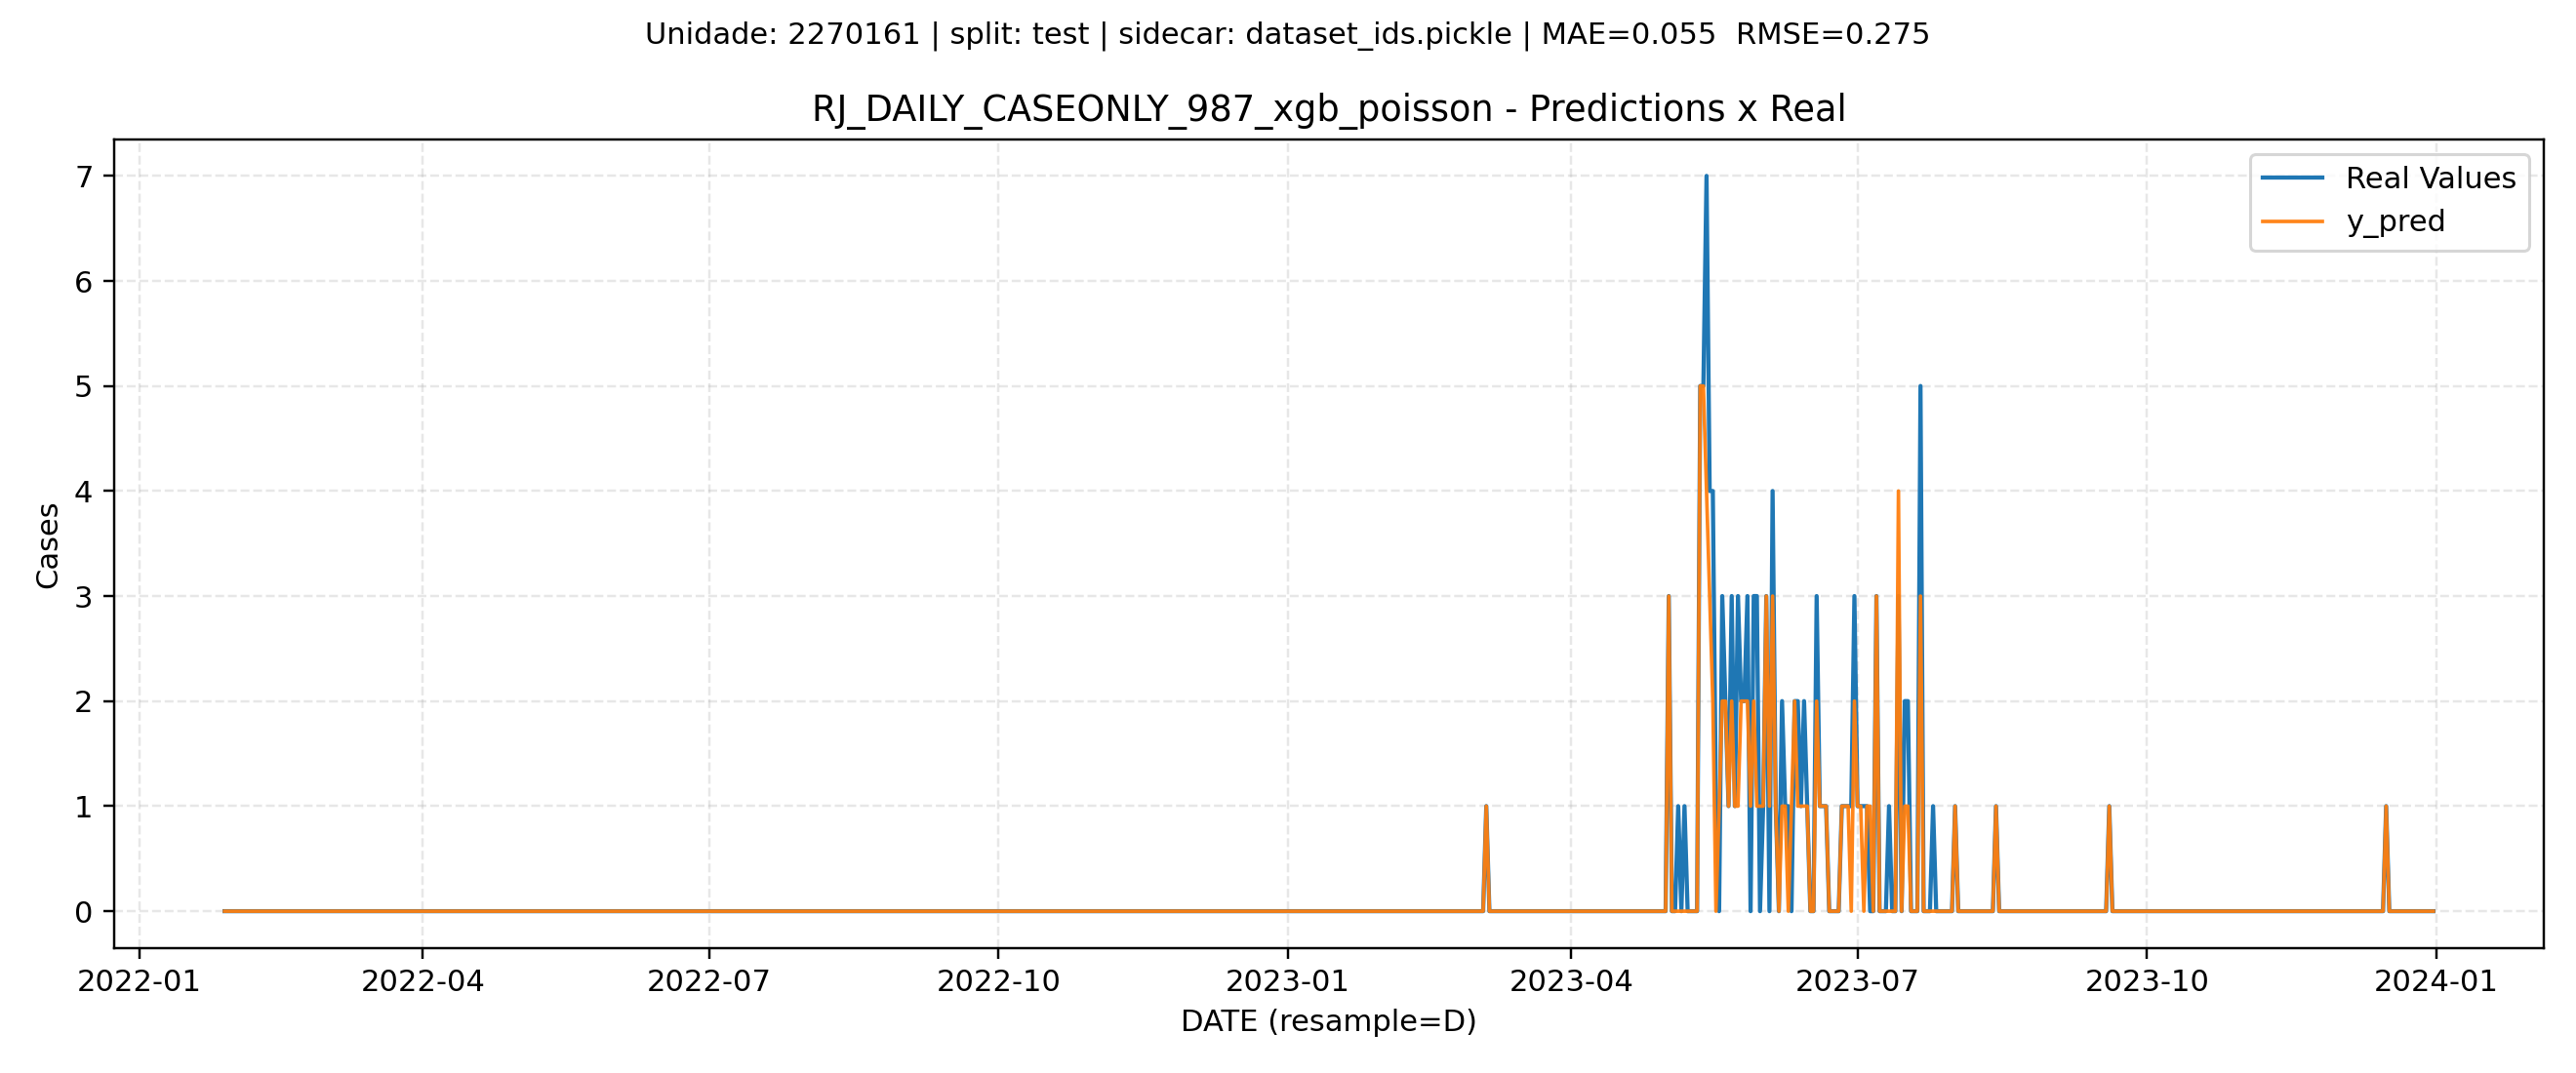 Unidade: 2270161 | split: test | sidecar: dataset_ids.pickle | MAE=0.055  RMSE=0.275
RJ_DAILY_CASEONLY_987_xgb_poisson - Predictions x Real
Real Values
y_pred
7
6
5
4
3
2
1
0
Cases
2022-01
2022-04
2022-07
2022-10
2023-01
2023-04
2023-07
2023-10
2024-01
DATE (resample=D)